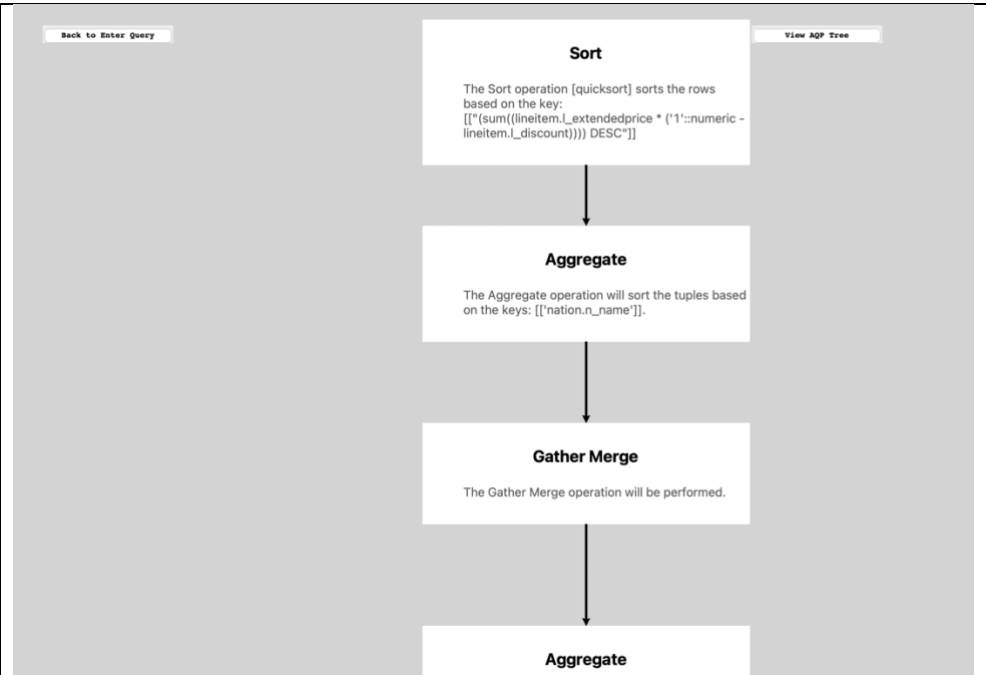 Back to Enter Query
View AQP Tree
Sort
The Sort operation [quicksort] sorts the rows
based on the key:
[["(sum((lineitem.l_extendedprice * ('1'::numeric -
lineitem.l_discount)))) DESC"]]
Aggregate
The Aggregate operation will sort the tuples based
on the keys: [['nation.n_name']].
Gather Merge
The Gather Merge operation will be performed.
Aggregate